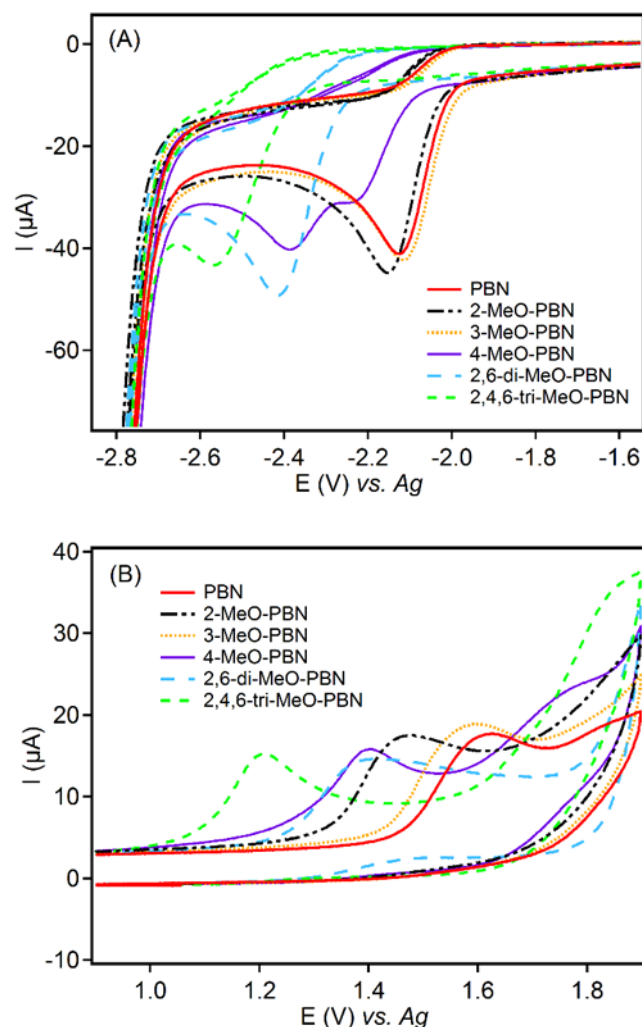 (A)
0
-20
-40
-60
I (µA)
PBN
2-MeO-PBN
3-MeO-PBN
4-MeO-PBN
2,6-di-MeO-PBN
2,4,6-tri-MeO-PBN
-2.8 -2.6 -2.4 -2.2 -2.0 -1.8 -1.6
E (V) vs. Ag
(B)
40
30
20
10
0
-10
I (µA)
PBN
2-MeO-PBN
3-MeO-PBN
4-MeO-PBN
2,6-di-MeO-PBN
2,4,6-tri-MeO-PBN
1.0 1.2 1.4 1.6 1.8
E (V) vs. Ag